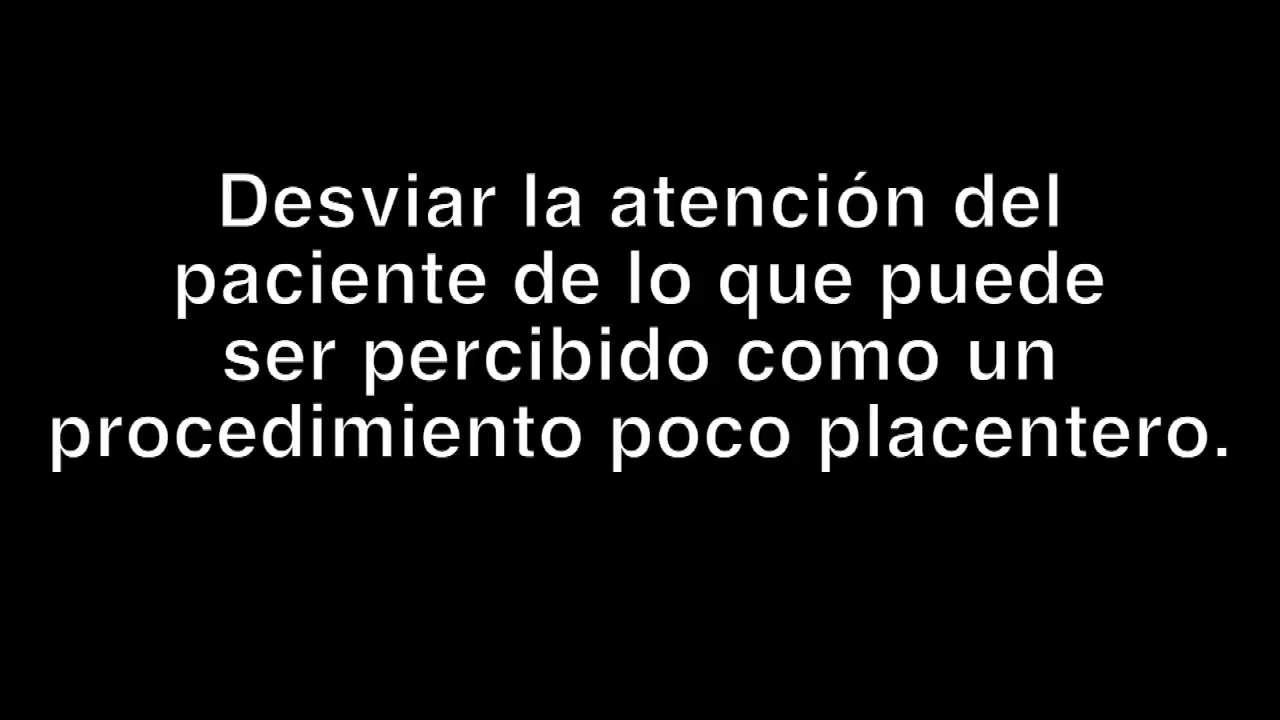 Desviar la atención del
paciente de lo que puede
ser percibido como un
procedimiento poco placentero.